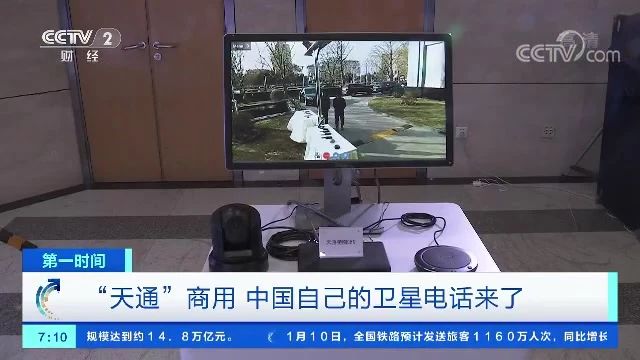 CCTV 2
财经
高清
CCTV.com
第一时间
“天通”商用 中国自己的卫星电话来了
7:10 规模达到约14.8万亿元。 1月10日，全国铁路预计发送旅客1160万人次，同比增长